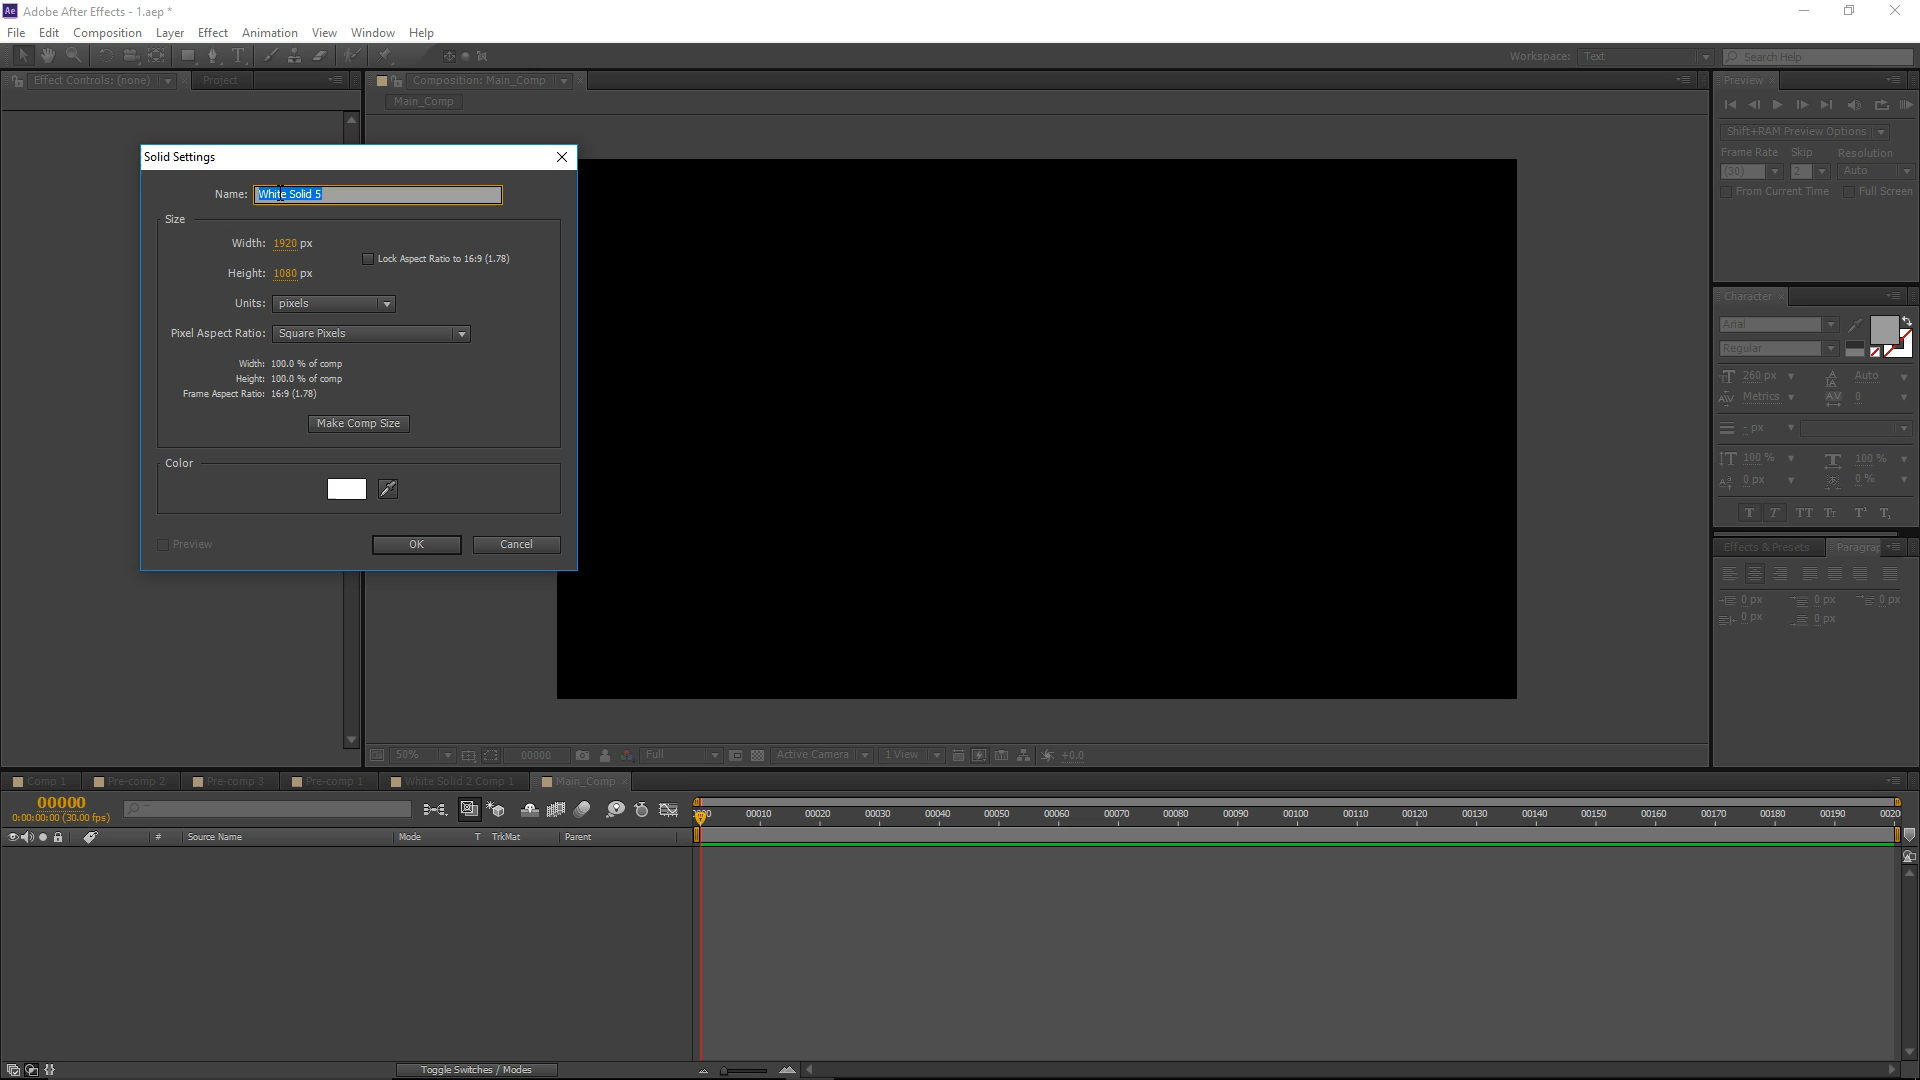 Adobe After Effects - 1.aep *
File Edit Composition Layer Effect Animation View Window Help
Workspace: Text Search Help
Effect Controls: (none) Project Composition: Main_Comp Preview
Main_Comp
Shift+RAM Preview Options
Frame Rate Skip Resolution
(30) 2 Auto
From Current Time Full Screen
Solid Settings
Name: White Solid 5
Size
Width: 1920 px
Lock Aspect Ratio to 16:9 (1.78)
Height: 1080 px
Units: pixels
Pixel Aspect Ratio: Square Pixels
Width: 100.0 % of comp
Height: 100.0 % of comp
Frame Aspect Ratio: 16:9 (1.78)
Make Comp Size
Color
Preview OK Cancel
Character
Arial
Regular
260 px Auto
Metrics 0
- px
100 % 100 %
0 px 0 %
Effects & Presets Paragrap
0 px 0 px 0 px
0 px 0 px
50% 00000 Full Active Camera 1 View +0.0
Comp 1 Pre-comp 2 Pre-comp 3 Pre-comp 1 White Solid 2 Comp 1 Main_Comp
00000
0:00:00:00 (30.00 fps)
00010 00020 00030 00040 00050 00060 00070 00080 00090 00100 00110 00120 00130 00140 00150 00160 00170 00180 00190 0020
# Source Name Mode T TrkMat Parent
Toggle Switches / Modes